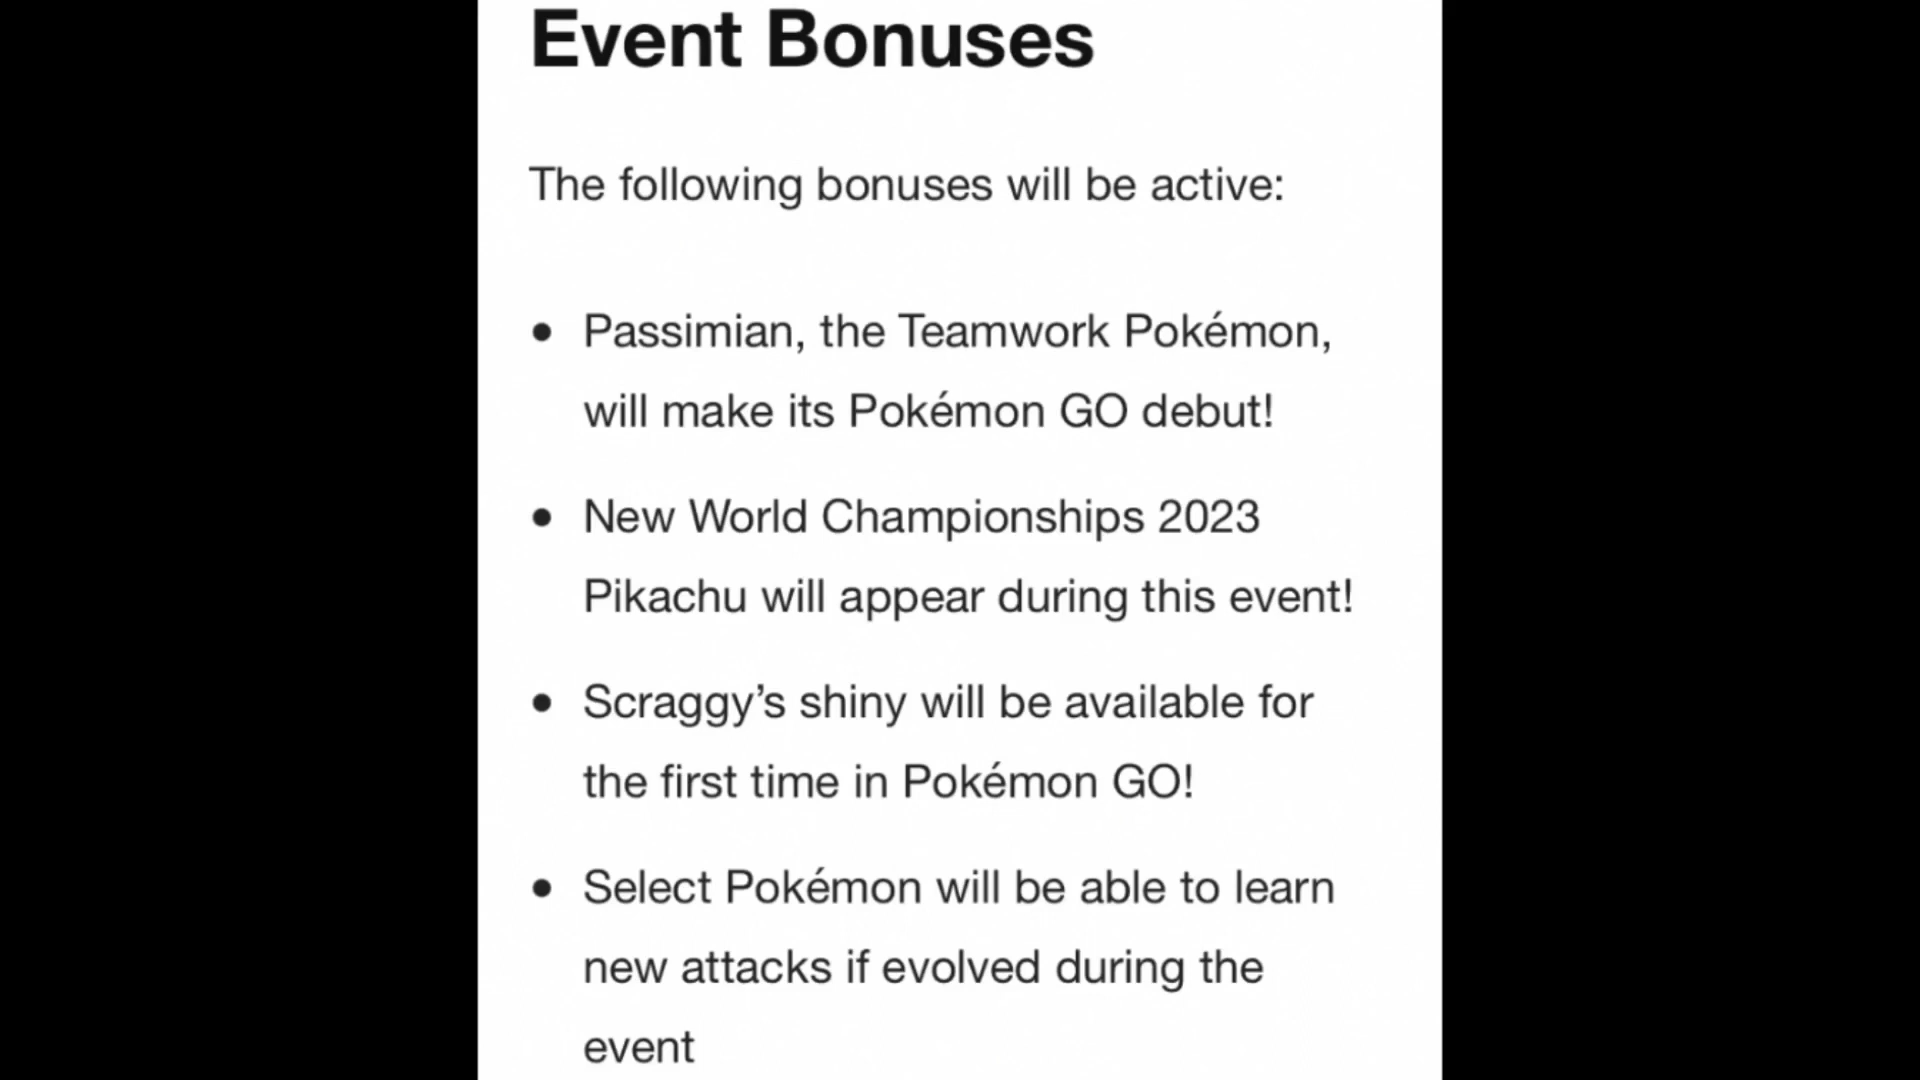 Event Bonuses
The following bonuses will be active:
• Passimian, the Teamwork Pokémon,
will make its Pokémon GO debut!
• New World Championships 2023
Pikachu will appear during this event!
• Scraggy’s shiny will be available for
the first time in Pokémon GO!
• Select Pokémon will be able to learn
new attacks if evolved during the
event